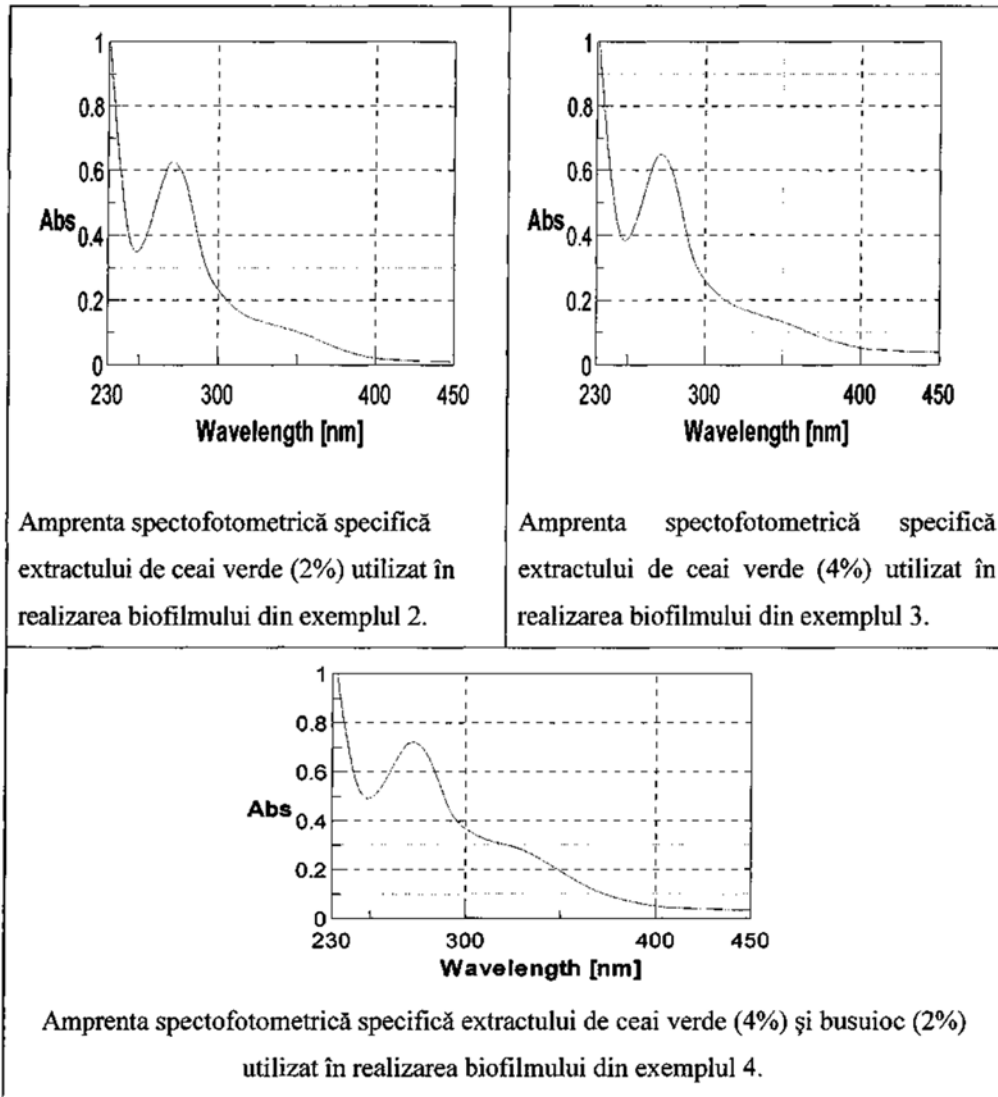 1
0.8
0.6
Abs
0.4
0.2
0
230 300 400 450
Wavelength [nm]
Amprenta spectofotometrică specifică
extractului de ceai verde (2%) utilizat în
realizarea biofilmului din exemplul 2.
1
0.8
0.6
Abs
0.4
0.2
0
230 300 400 450
Wavelength [nm]
Amprenta spectofotometrică specifică
extractului de ceai verde (4%) utilizat în
realizarea biofilmului din exemplul 3.
1
0.8
0.6
Abs
0.4
0.2
0
230 300 400 450
Wavelength [nm]
Amprenta spectofotometrică specifică extractului de ceai verde (4%) şi busuioc (2%)
utilizat în realizarea biofilmului din exemplul 4.